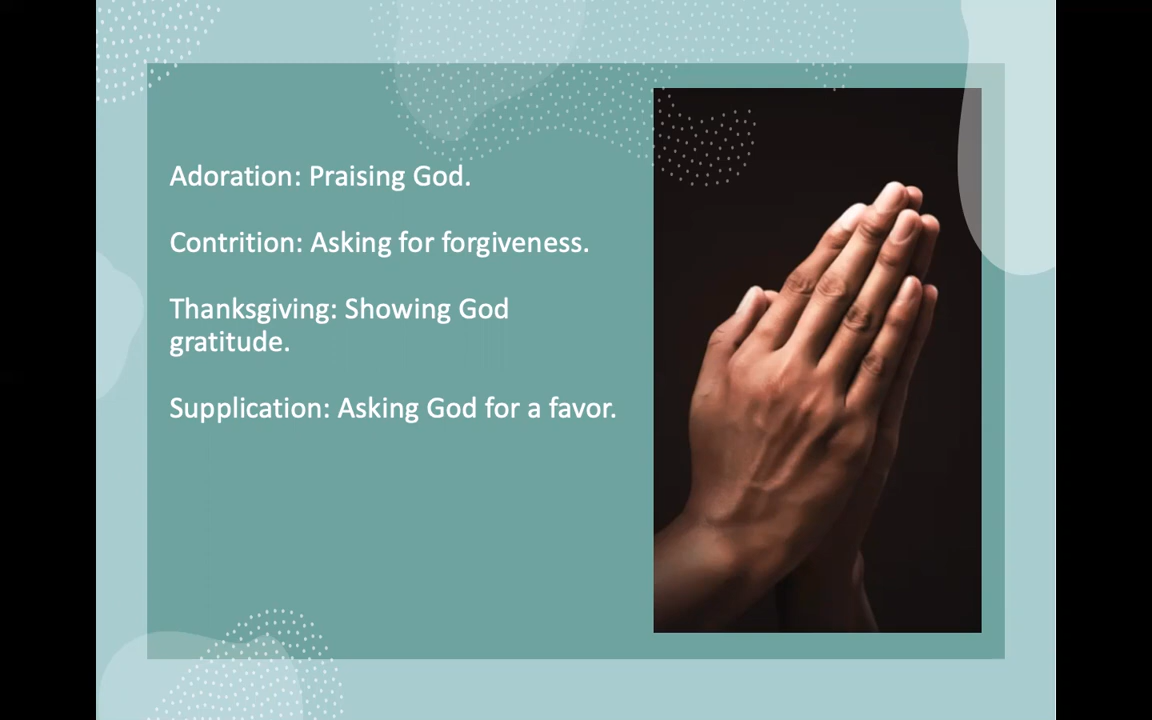 Adoration: Praising God.
Contrition: Asking for forgiveness.
Thanksgiving: Showing God
gratitude.
Supplication: Asking God for a favor.